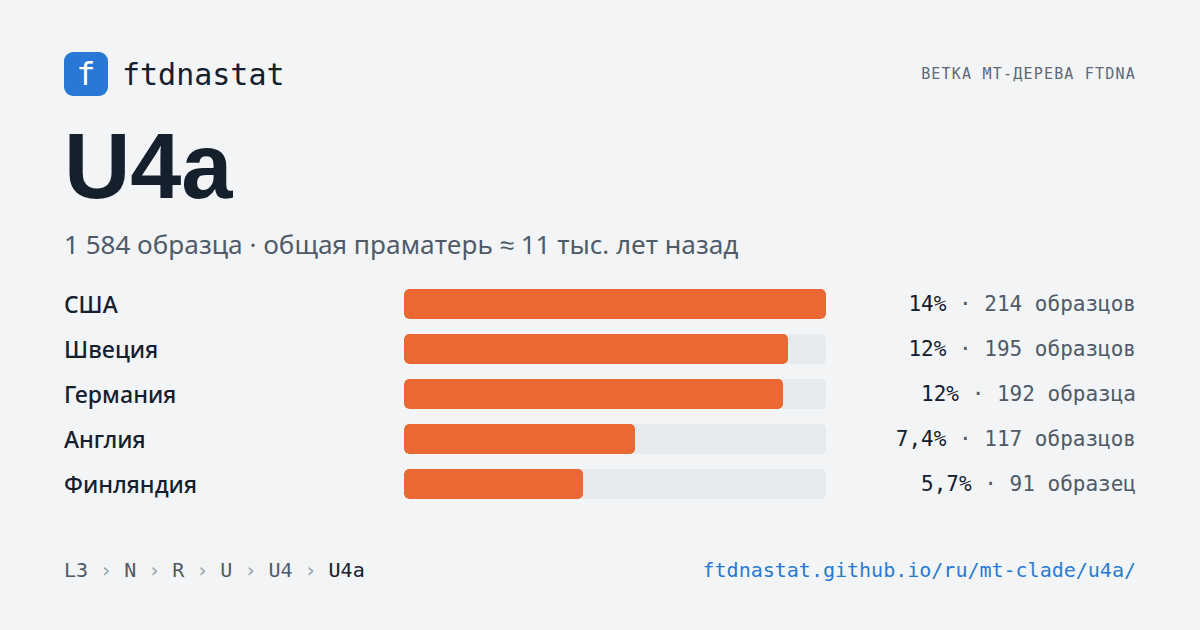 f ftdnastat
ВЕТКА МТ-ДЕРЕВА FTDNA
U4a
1 584 образца · общая праматерь ≈ 11 тыс. лет назад
США 14% · 214 образцов
Швеция 12% · 195 образцов
Германия 12% · 192 образца
Англия 7,4% · 117 образцов
Финляндия 5,7% · 91 образец
L3 › N › R › U › U4 › U4a
ftdnastat.github.io/ru/mt-clade/u4a/